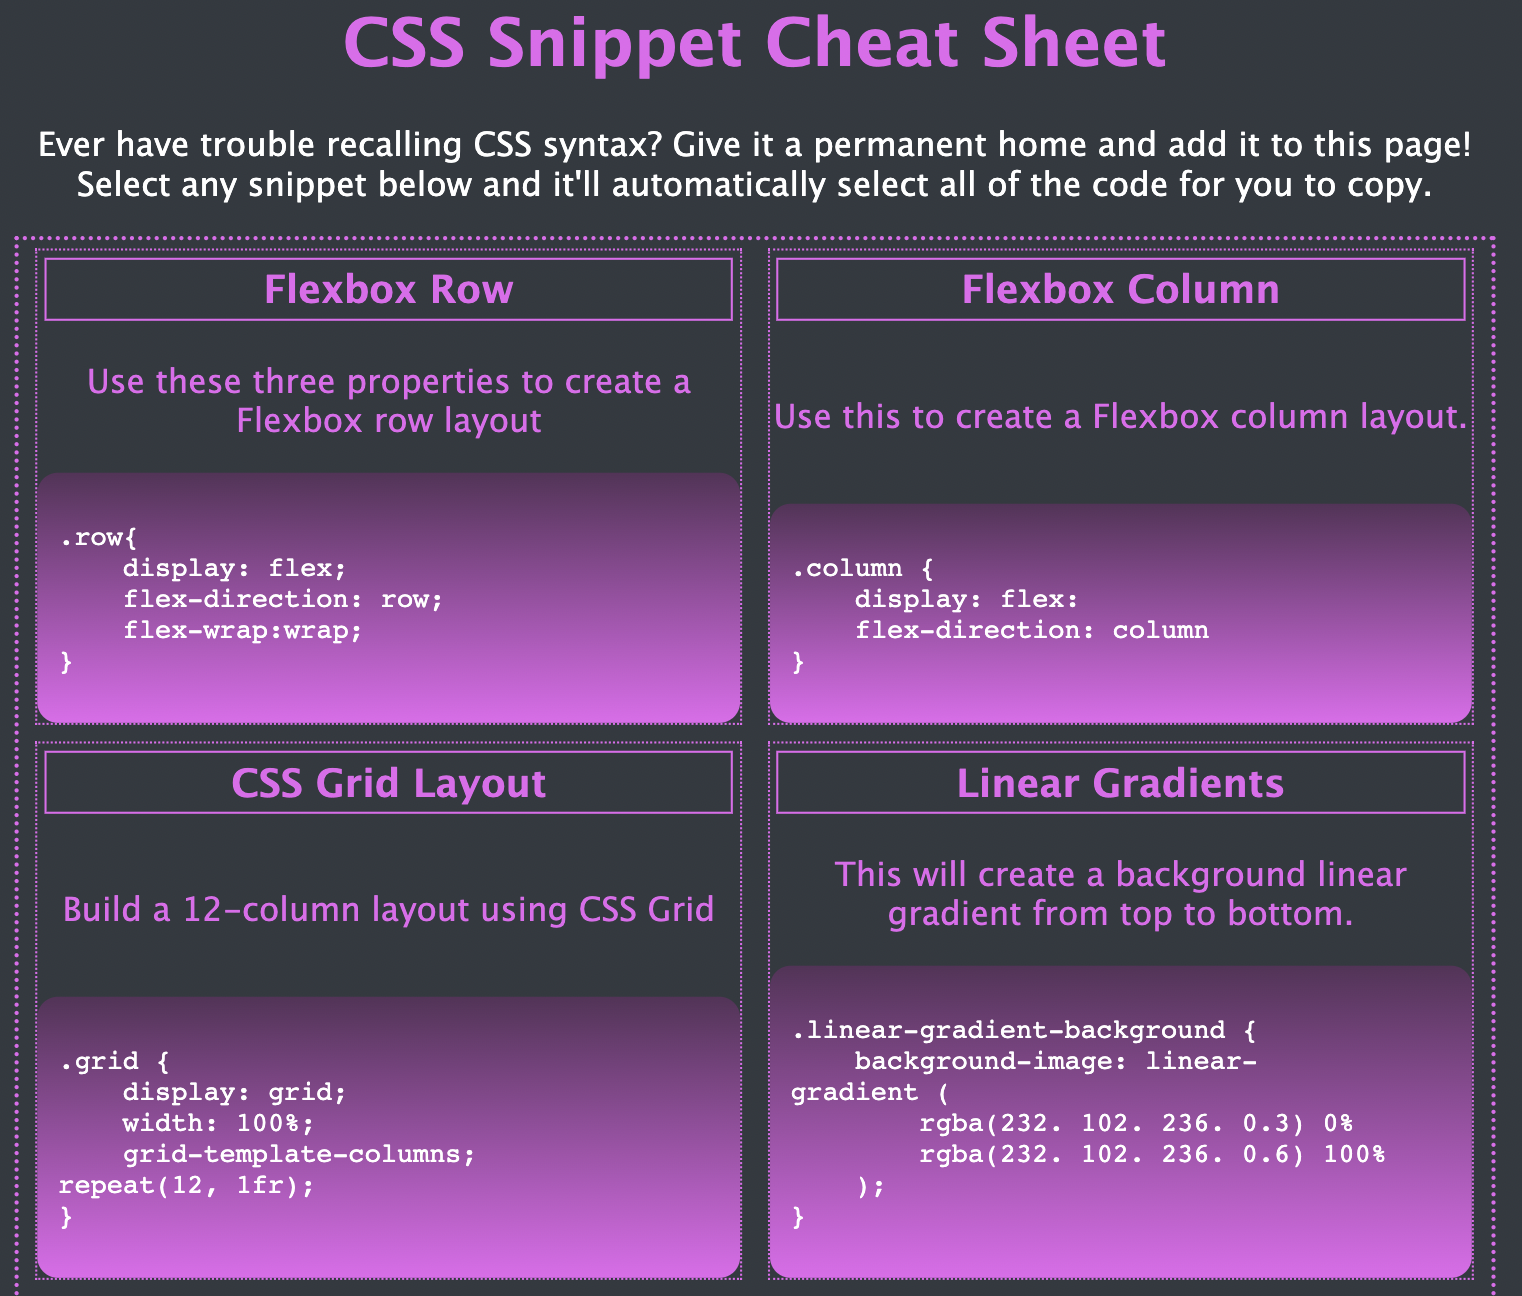 CSS Snippet Cheat Sheet
Ever have trouble recalling CSS syntax? Give it a permanent home and add it to this page!
Select any snippet below and it'll automatically select all of the code for you to copy.
Flexbox Row
Use these three properties to create a
Flexbox row layout
.row{
    display: flex;
    flex-direction: row;
    flex-wrap:wrap;
}
Flexbox Column
Use this to create a Flexbox column layout.
.column {
    display: flex:
    flex-direction: column
}
CSS Grid Layout
Build a 12-column layout using CSS Grid
.grid {
    display: grid;
    width: 100%;
    grid-template-columns;
repeat(12, 1fr);
}
Linear Gradients
This will create a background linear
gradient from top to bottom.
.linear-gradient-background {
    background-image: linear-
gradient (
        rgba(232. 102. 236. 0.3) 0%
        rgba(232. 102. 236. 0.6) 100%
    );
}